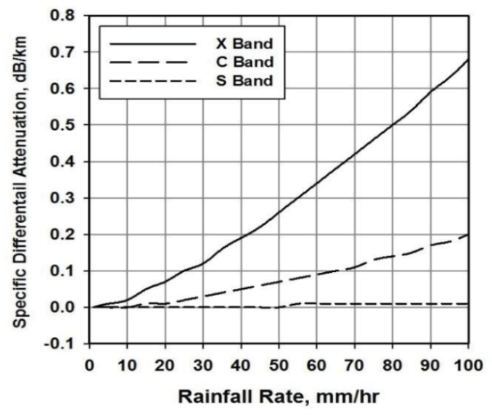 0.8
0.7
0.6
0.5
0.4
0.3
0.2
0.1
0.0
-0.1
Specific Differentail Attenuation, dB/km
X Band
C Band
S Band
0 10 20 30 40 50 60 70 80 90 100
Rainfall Rate, mm/hr